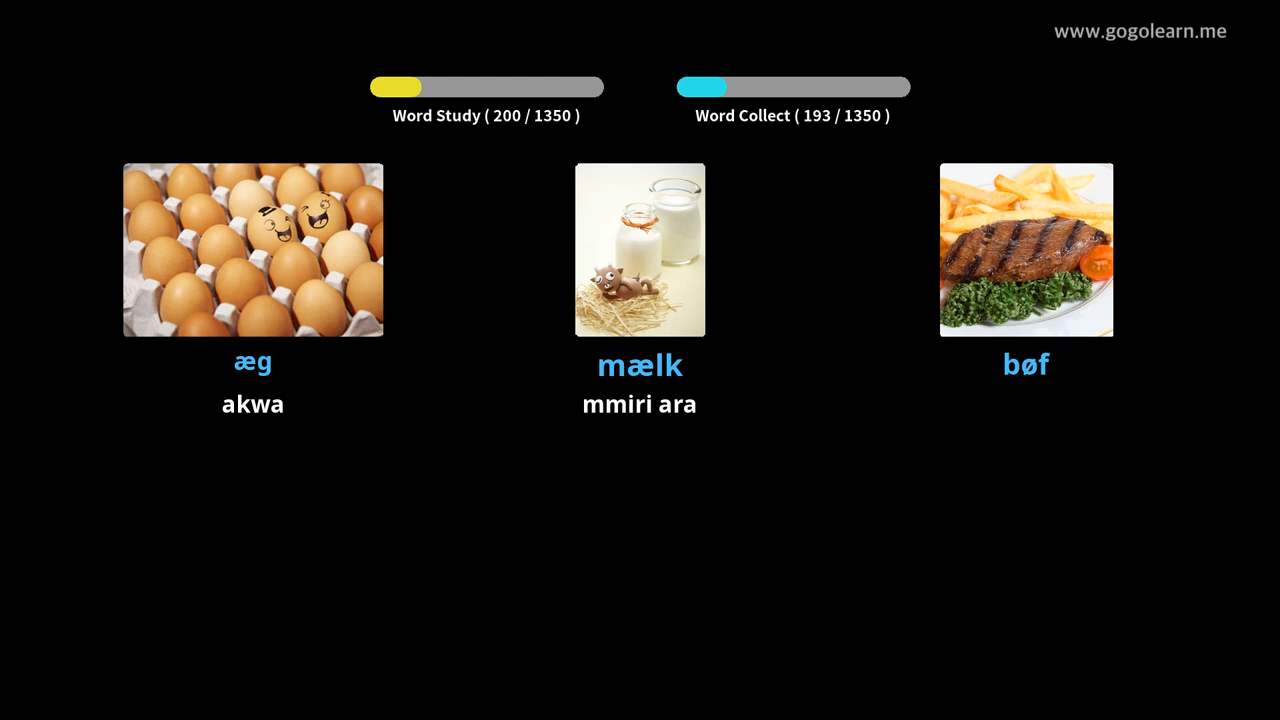 www.gogolearn.me
Word Study ( 200 / 1350 )
Word Collect ( 193 / 1350 )
æg
mælk
bøf
akwa
mmiri ara